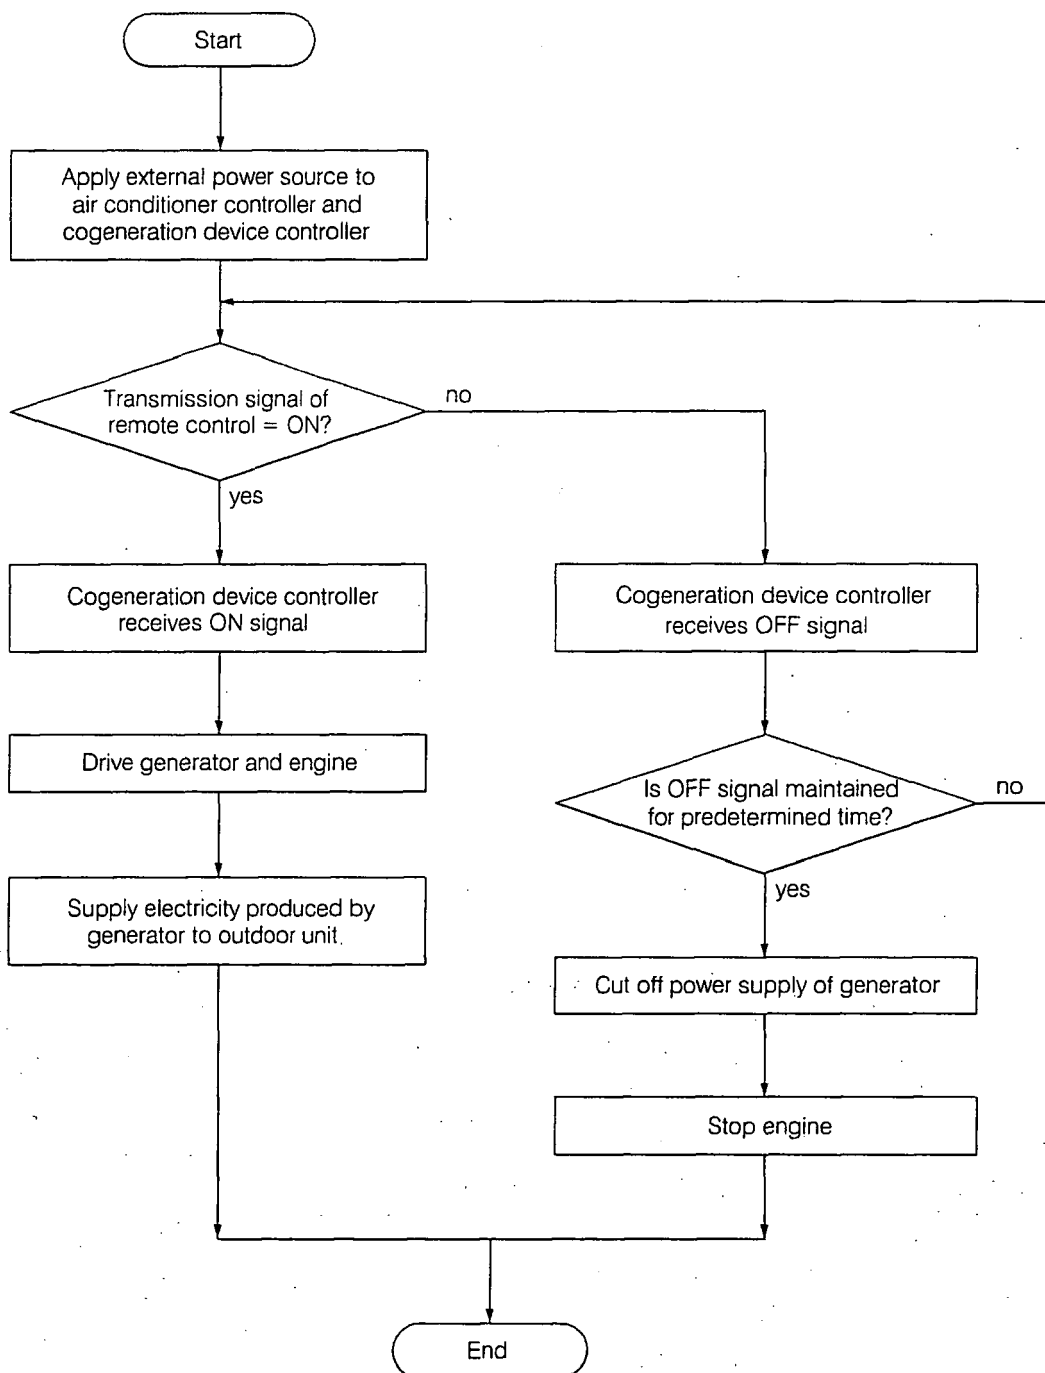 Start
Apply external power source to
air conditioner controller and
cogeneration device controller
Transmission signal of
remote control = ON?
no
yes
Cogeneration device controller
receives ON signal
Cogeneration device controller
receives OFF signal
Drive generator and engine
Is OFF signal maintained
for predetermined time?
no
yes
Supply electricity produced by
generator to outdoor unit
Cut off power supply of generator
Stop engine
End